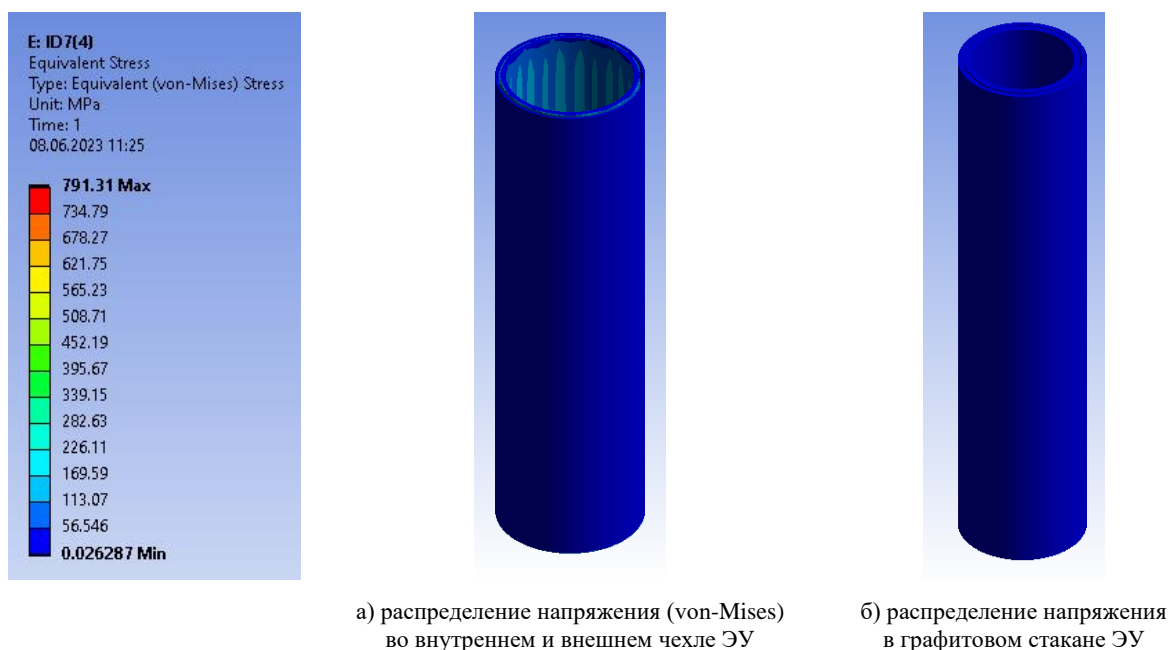 E: ID7(4)
Equivalent Stress
Type: Equivalent (von-Mises) Stress
Unit: MPa
Time: 1
08.06.2023 11:25
791.31 Max
734.79
678.27
621.75
565.23
508.71
452.19
395.67
339.15
282.63
226.11
169.59
113.07
56.546
0.026287 Min
а) распределение напряжения (von-Mises)
во внутреннем и внешнем чехле ЭУ
б) распределение напряжения
в графитовом стакане ЭУ